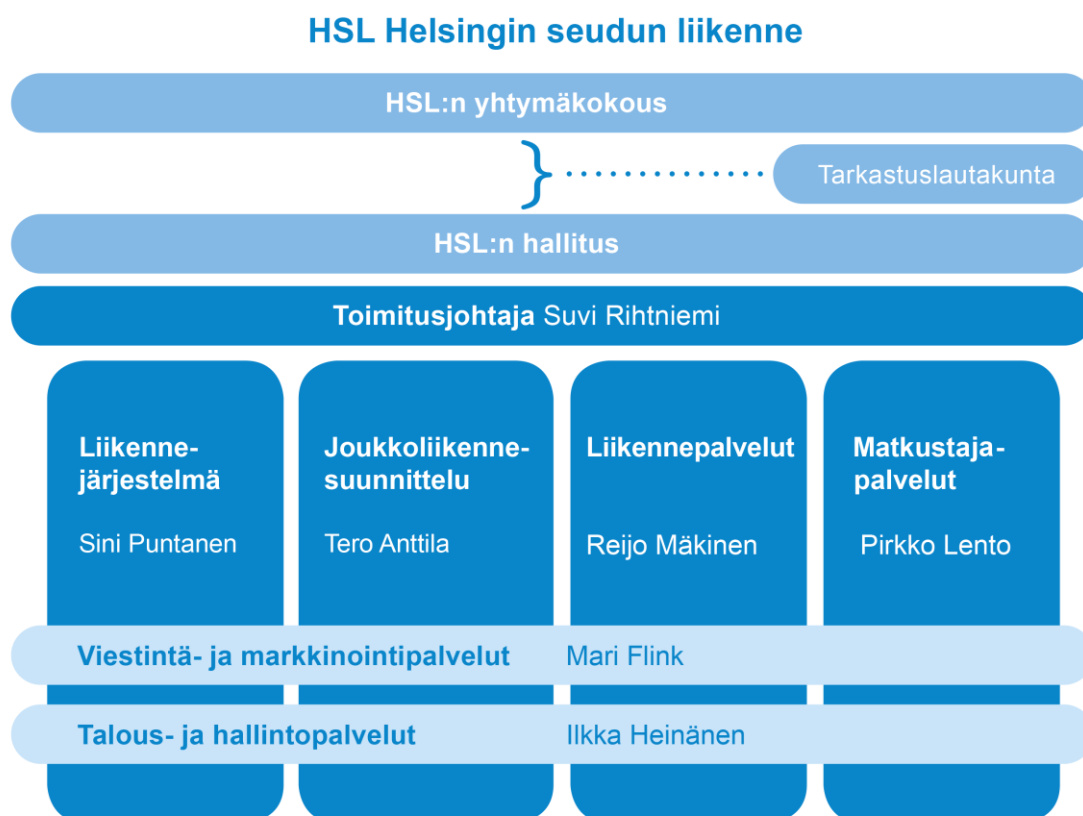 HSL Helsingin seudun liikenne
HSL:n yhtymäkokous
Tarkastuslautakunta
HSL:n hallitus
Toimitusjohtaja Suvi Rihtniemi
Liikenne-
järjestelmä
Sini Puntanen
Joukkoliikenne-
suunnittelu
Tero Anttila
Liikennepalvelut
Reijo Mäkinen
Matkustaja-
palvelut
Pirkko Lento
Viestintä- ja markkinointipalvelut Mari Flink
Talous- ja hallintopalvelut Ilkka Heinänen